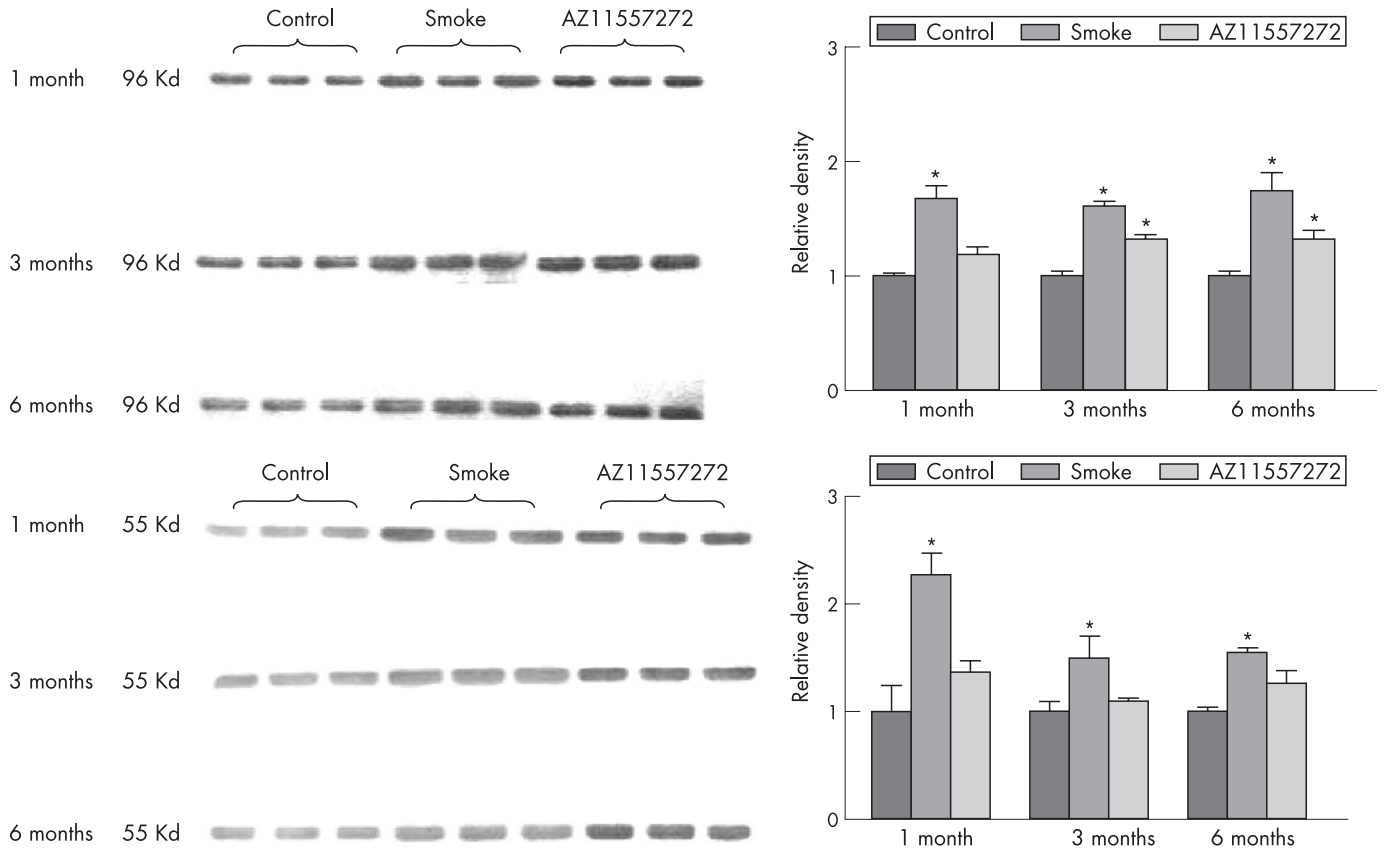 Control Smoke AZ11557272
1 month 96 Kd
3 months 96 Kd
6 months 96 Kd
Control Smoke AZ11557272
3
2
1
0
Relative density
* * * * *
1 month 3 months 6 months
Control Smoke AZ11557272
1 month 55 Kd
3 months 55 Kd
6 months 55 Kd
Control Smoke AZ11557272
3
2
1
0
Relative density
* * *
1 month 3 months 6 months